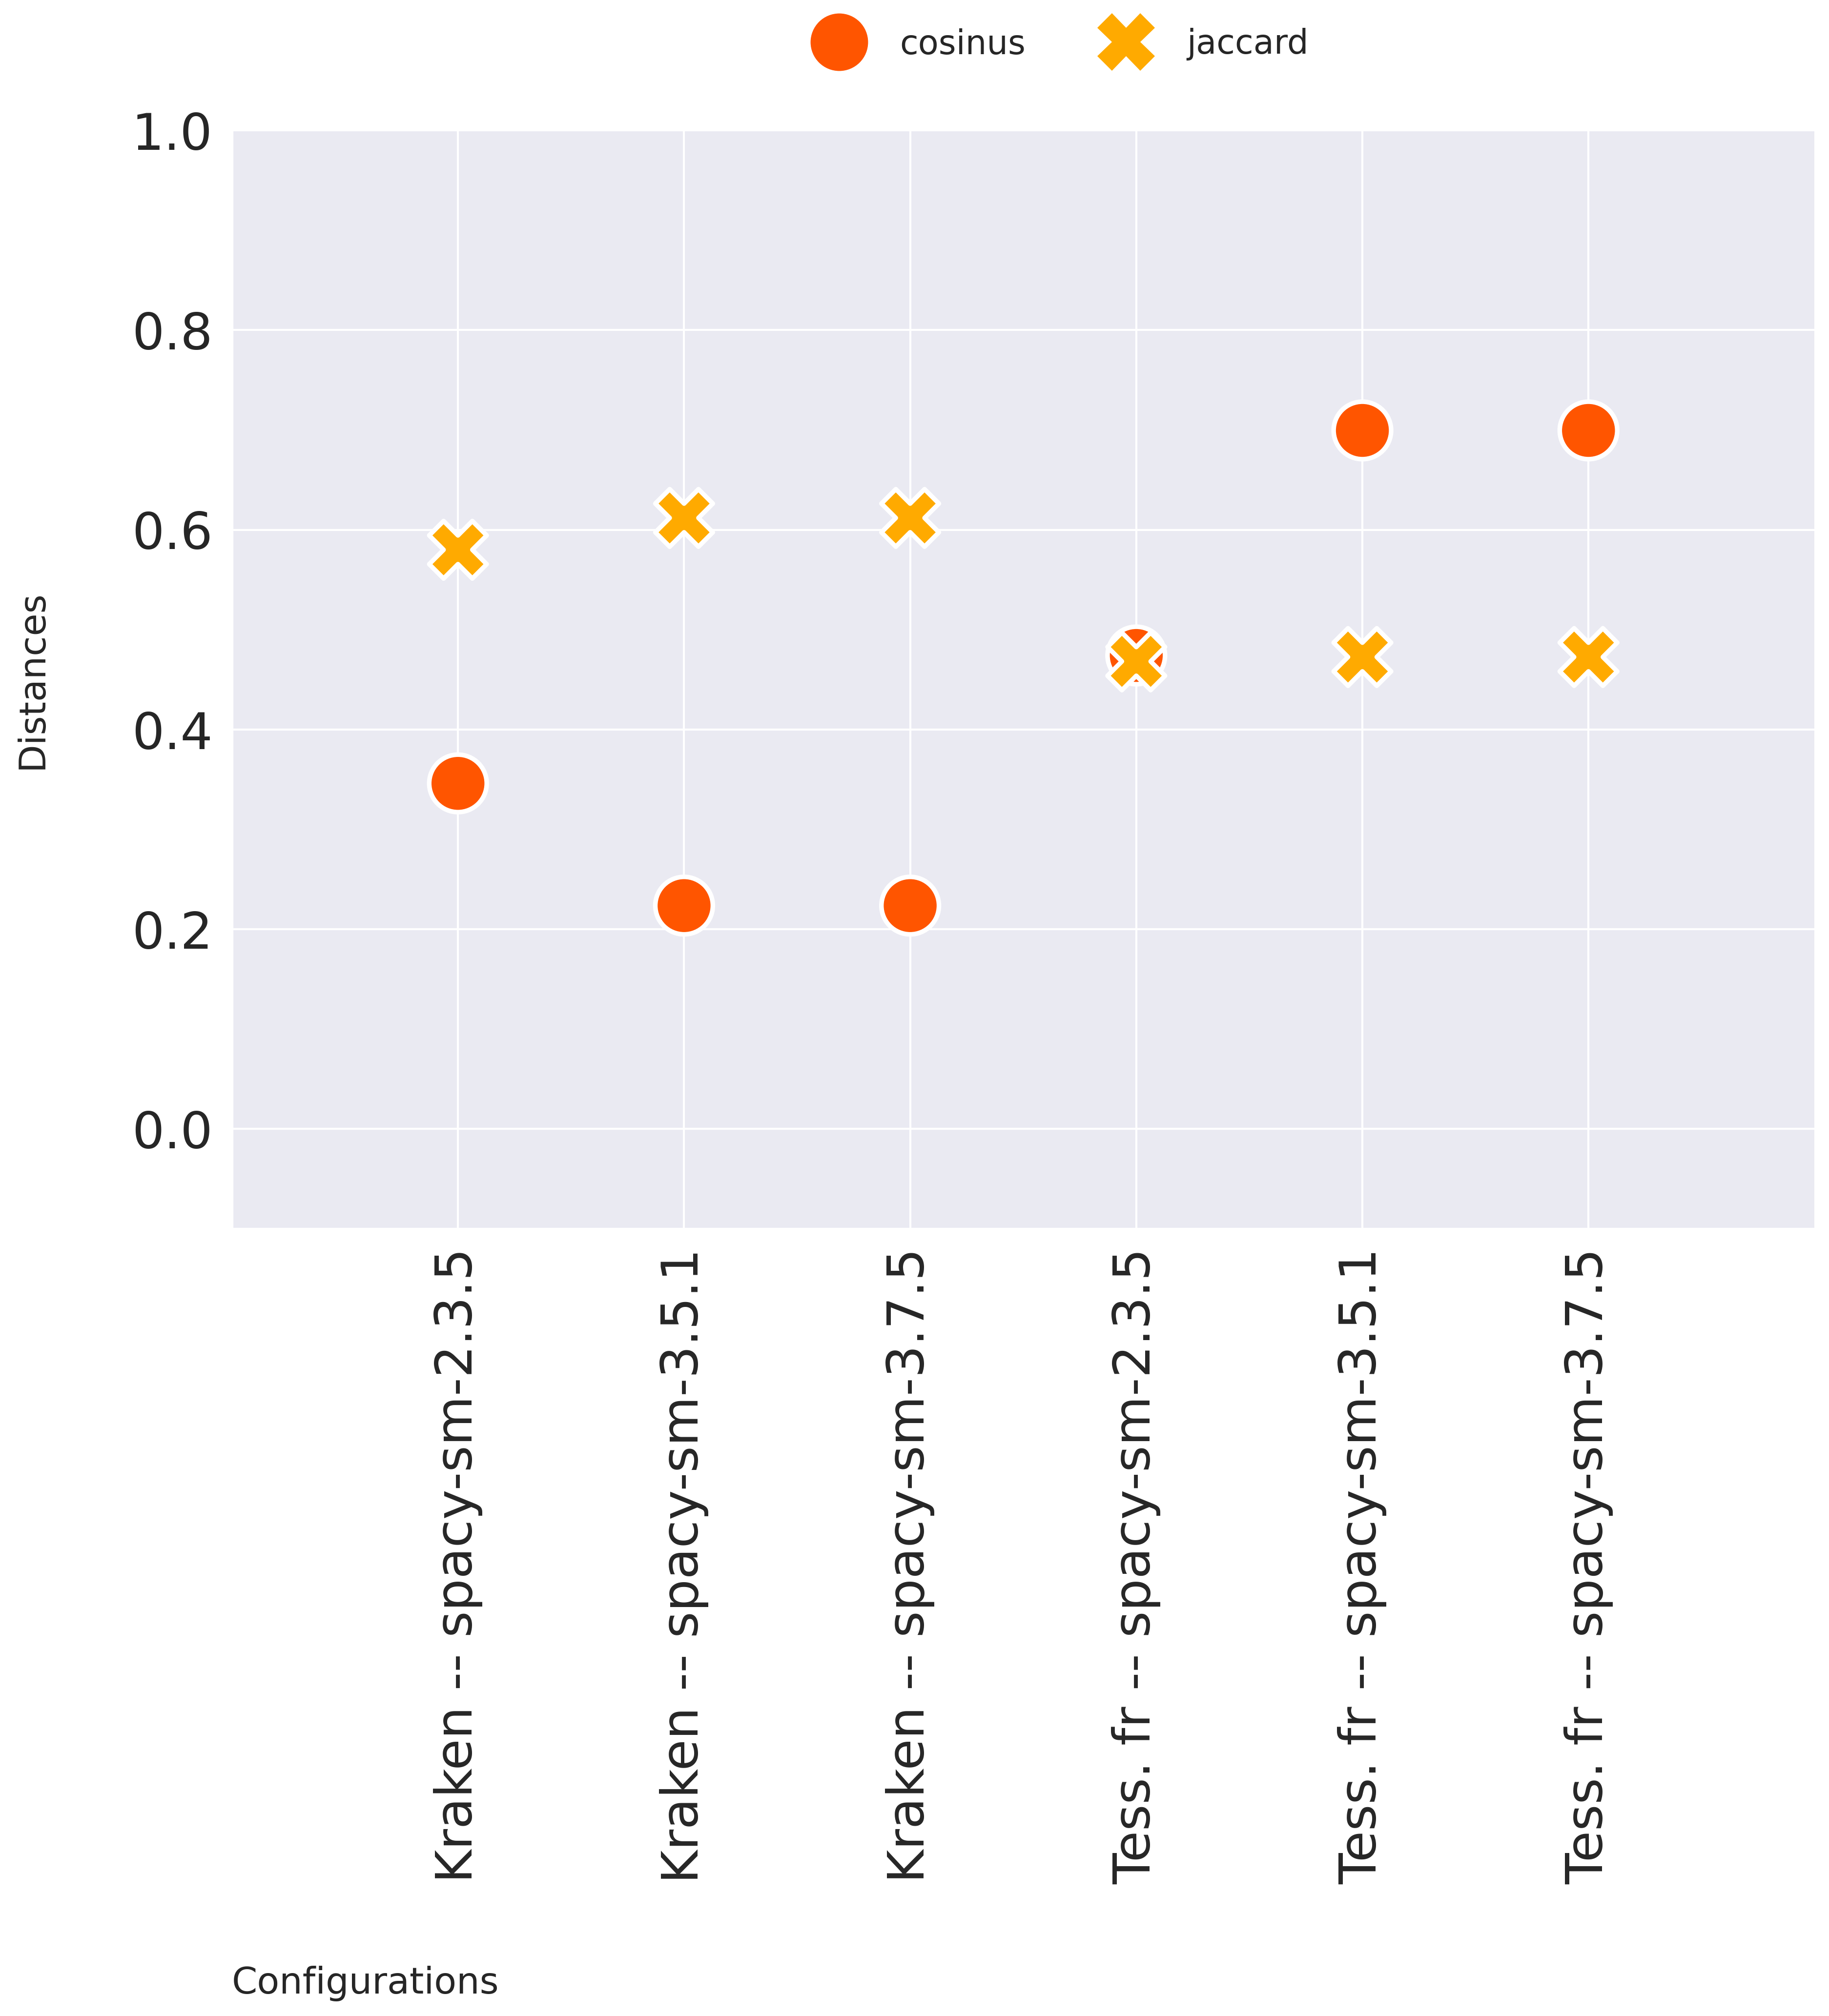 cosinus jaccard
1.0
0.8
0.6
0.4
0.2
0.0
Distances
Kraken -- spacy-sm-2.3.5
Kraken -- spacy-sm-3.5.1
Kraken -- spacy-sm-3.7.5
Tess. fr -- spacy-sm-2.3.5
Tess. fr -- spacy-sm-3.5.1
Tess. fr -- spacy-sm-3.7.5
Configurations